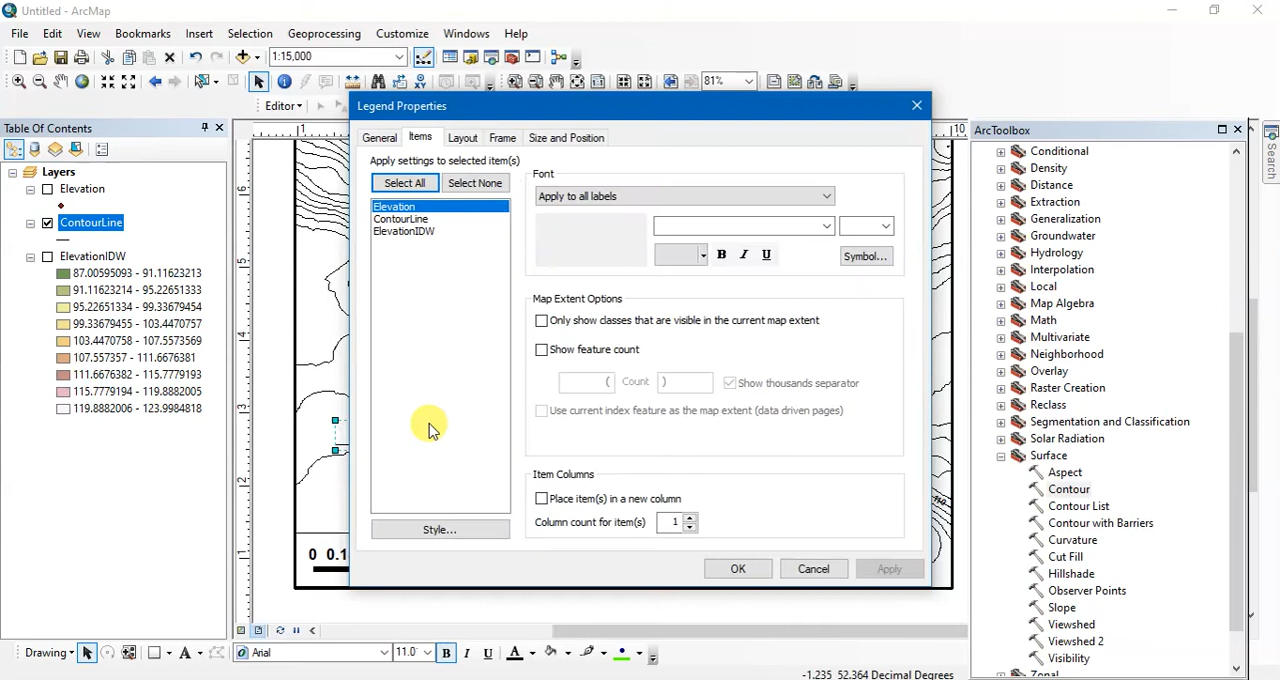 Untitled - ArcMap
File Edit View Bookmarks Insert Selection Geoprocessing Customize Windows Help
1:15,000
81%
Editor
Legend Properties
Table Of Contents
Layers
Elevation
ContourLine
ElevationIDW
87.00595093 - 91.11623213
91.11623214 - 95.22651333
95.22651334 - 99.33679454
99.33679455 - 103.4470757
103.4470758 - 107.5573569
107.557357 - 111.6676381
111.6676382 - 115.7779193
115.7779194 - 119.8882005
119.8882006 - 123.9984818
General Items Layout Frame Size and Position
Apply settings to selected item(s)
Select All Select None
Elevation
ContourLine
ElevationIDW
Style...
Font
Apply to all labels
B I U Symbol...
Map Extent Options
Only show classes that are visible in the current map extent
Show feature count
( Count ) Show thousands separator
Use current index feature as the map extent (data driven pages)
Item Columns
Place item(s) in a new column
Column count for item(s) 1
OK Cancel Apply
0 0.1
110
10
ArcToolbox
Search
Conditional
Density
Distance
Extraction
Generalization
Groundwater
Hydrology
Interpolation
Local
Map Algebra
Math
Multivariate
Neighborhood
Overlay
Raster Creation
Reclass
Segmentation and Classification
Solar Radiation
Surface
Aspect
Contour
Contour List
Contour with Barriers
Curvature
Cut Fill
Hillshade
Observer Points
Slope
Viewshed
Viewshed 2
Visibility
Zonal
Drawing A Arial 11.0 B I U A
-1.235 52.364 Decimal Degrees